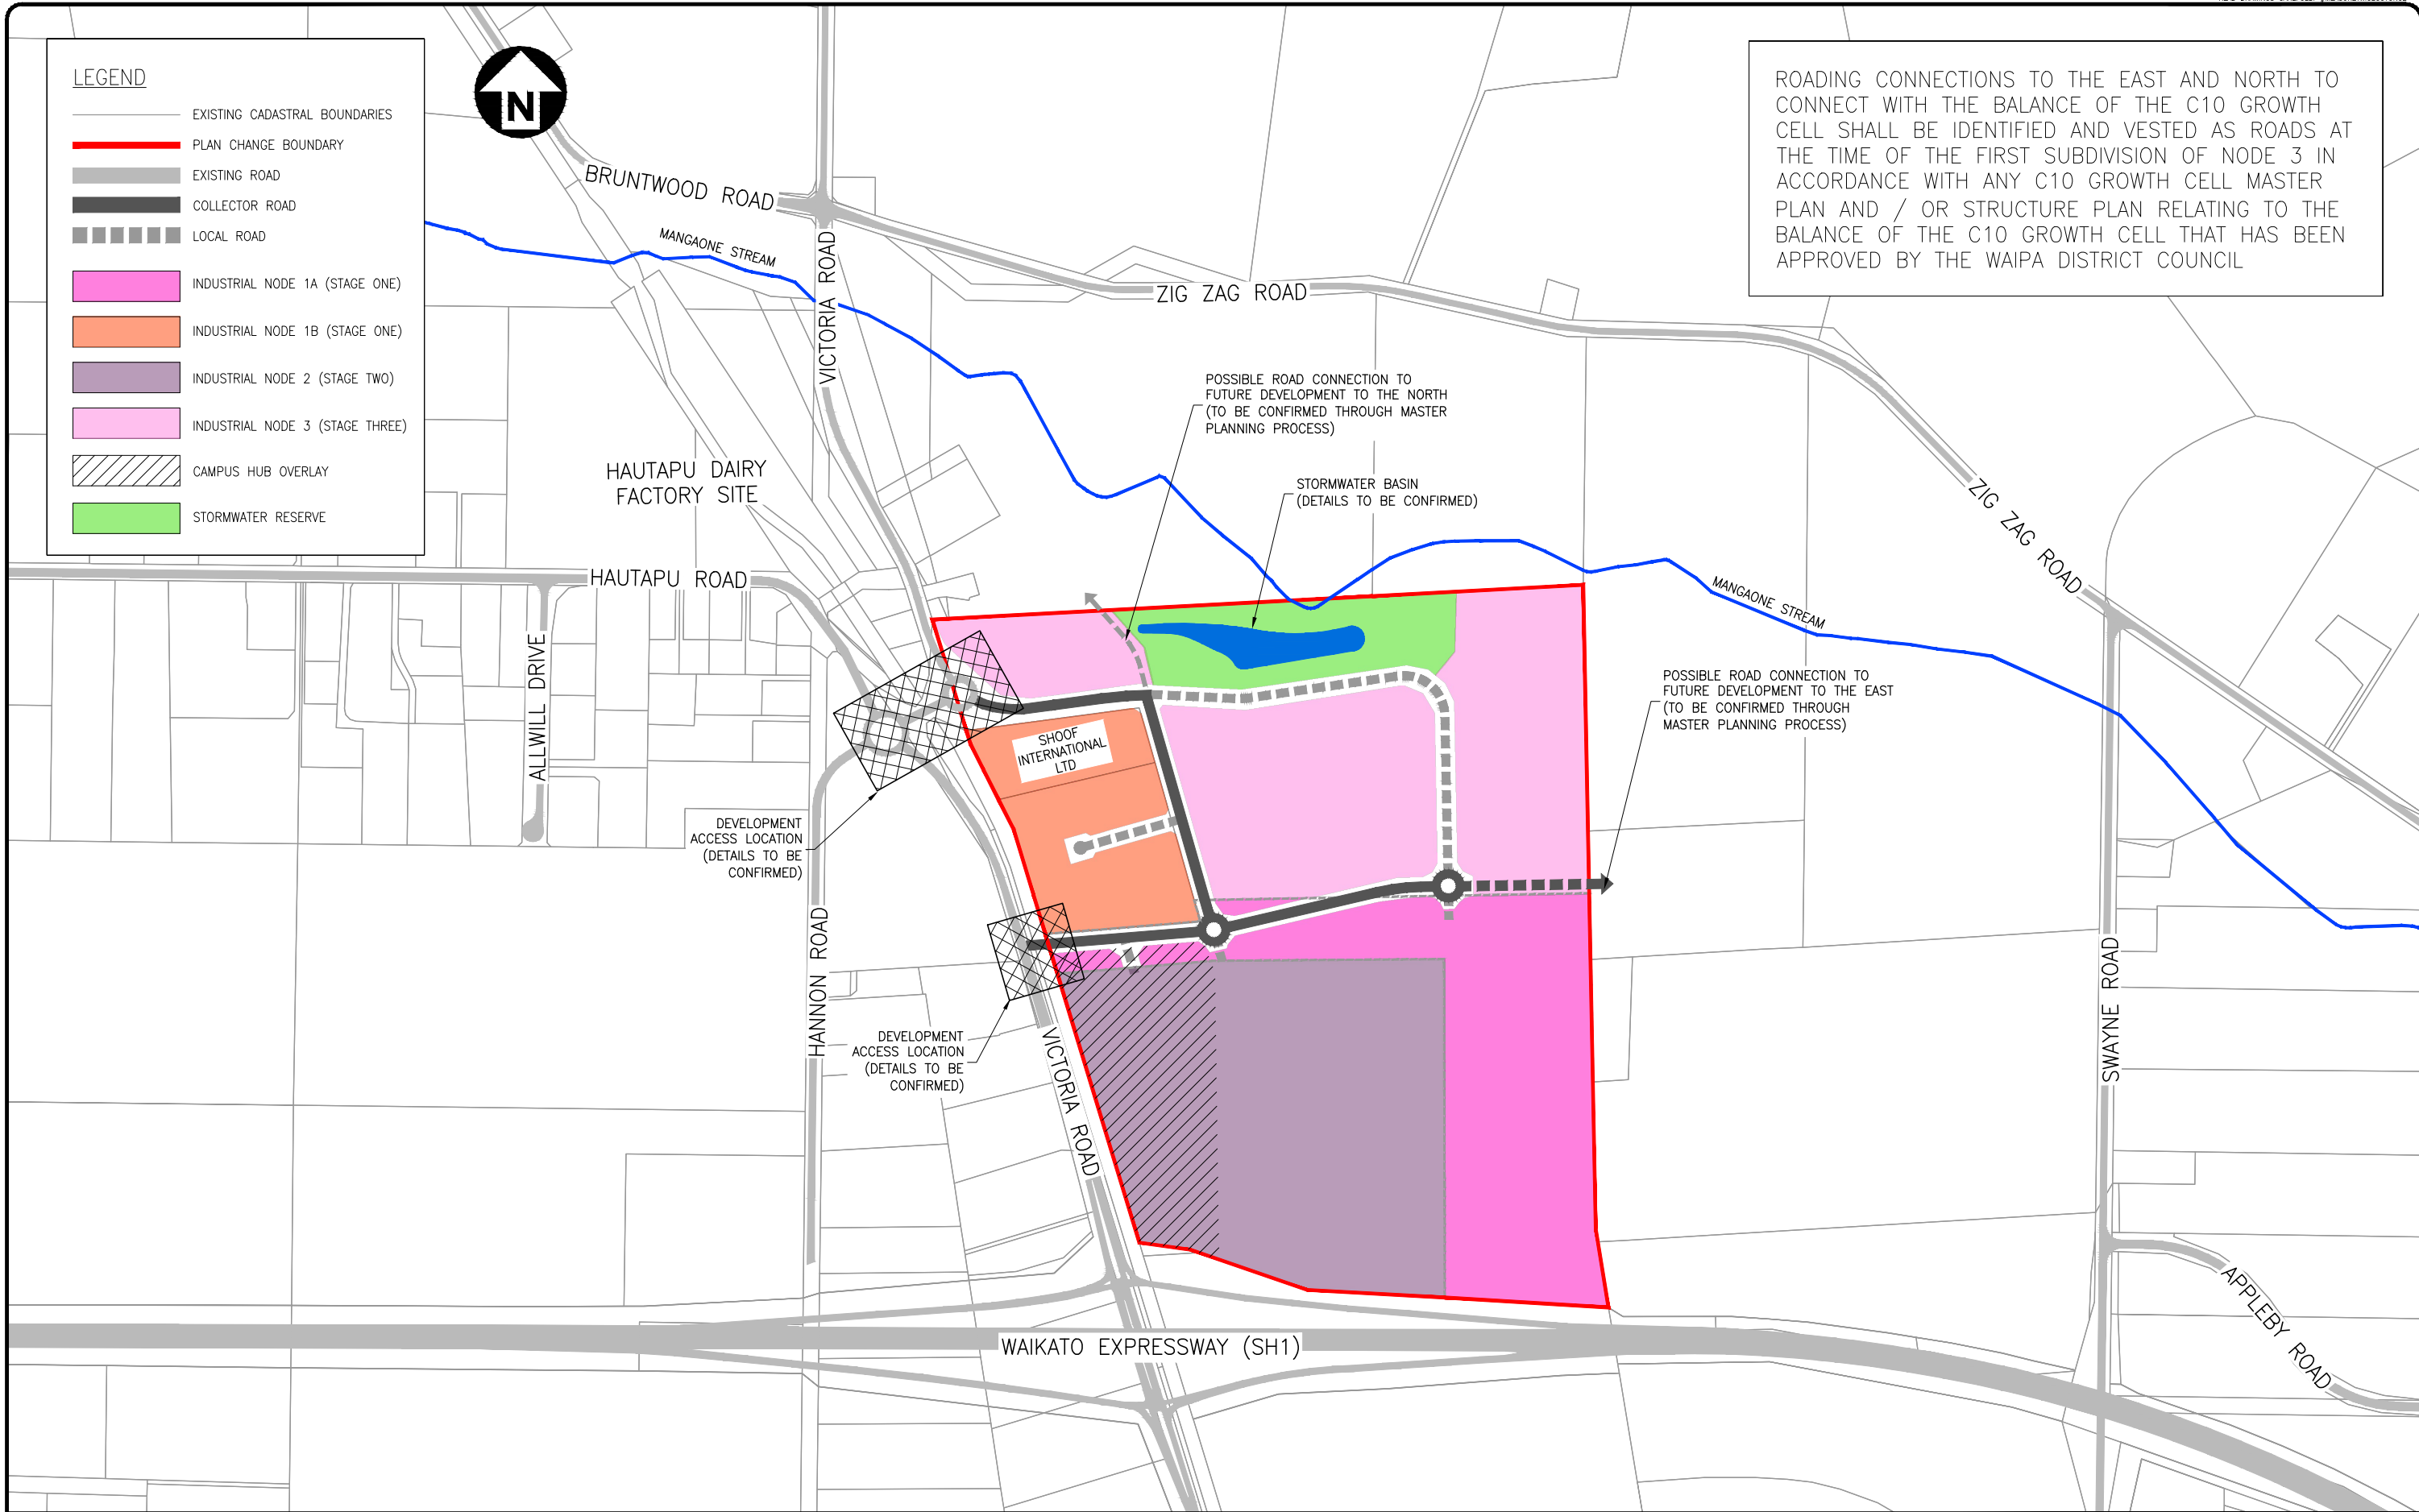 LEGEND
EXISTING CADASTRAL BOUNDARIES
PLAN CHANGE BOUNDARY
EXISTING ROAD
COLLECTOR ROAD
LOCAL ROAD
INDUSTRIAL NODE 1A (STAGE ONE)
INDUSTRIAL NODE 1B (STAGE ONE)
INDUSTRIAL NODE 2 (STAGE TWO)
INDUSTRIAL NODE 3 (STAGE THREE)
CAMPUS HUB OVERLAY
STORMWATER RESERVE
N
ROADING CONNECTIONS TO THE EAST AND NORTH TO
CONNECT WITH THE BALANCE OF THE C10 GROWTH
CELL SHALL BE IDENTIFIED AND VESTED AS ROADS AT
THE TIME OF THE FIRST SUBDIVISION OF NODE 3 IN
ACCORDANCE WITH ANY C10 GROWTH CELL MASTER
PLAN AND / OR STRUCTURE PLAN RELATING TO THE
BALANCE OF THE C10 GROWTH CELL THAT HAS BEEN
APPROVED BY THE WAIPA DISTRICT COUNCIL
BRUNTWOOD ROAD
MANGAONE STREAM
VICTORIA ROAD
ZIG ZAG ROAD
POSSIBLE ROAD CONNECTION TO
FUTURE DEVELOPMENT TO THE NORTH
(TO BE CONFIRMED THROUGH MASTER
PLANNING PROCESS)
HAUTAPU DAIRY
FACTORY SITE
STORMWATER BASIN
(DETAILS TO BE CONFIRMED)
ZIG ZAG ROAD
HAUTAPU ROAD
MANGAONE STREAM
ALLWILL DRIVE
POSSIBLE ROAD CONNECTION TO
FUTURE DEVELOPMENT TO THE EAST
(TO BE CONFIRMED THROUGH
MASTER PLANNING PROCESS)
SHOOF
INTERNATIONAL
LTD
DEVELOPMENT
ACCESS LOCATION
(DETAILS TO BE
CONFIRMED)
HANNON ROAD
SWAYNE ROAD
DEVELOPMENT
ACCESS LOCATION
(DETAILS TO BE
CONFIRMED)
VICTORIA ROAD
APPLEBY ROAD
WAIKATO EXPRESSWAY (SH1)